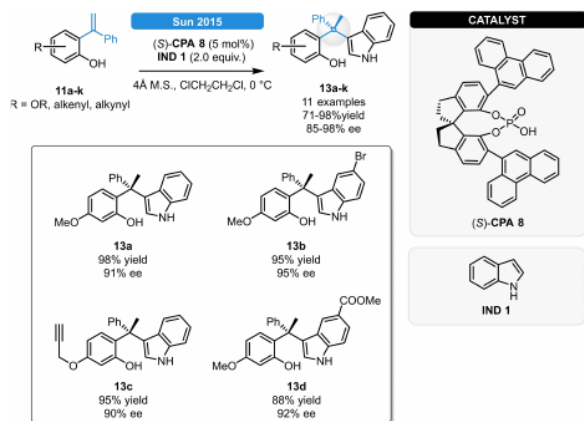 Sun 2015
CATALYST
Ph
R
OH
11a-k
R = OR, alkenyl, alkynyl
(S)-CPA 8 (5 mol%)
IND 1 (2.0 equiv.)
4Å M.S., ClCH2CH2Cl, 0 °C
Ph
R
OH
NH
13a-k
11 examples
71-98%yield
85-98% ee
O
O
P
O
OH
(S)-CPA 8
Ph
MeO
OH
NH
13a
98% yield
91% ee
Ph
Br
MeO
OH
NH
13b
95% yield
95% ee
N
H
IND 1
Ph
O
OH
NH
13c
95% yield
90% ee
COOMe
Ph
MeO
OH
NH
13d
88% yield
92% ee